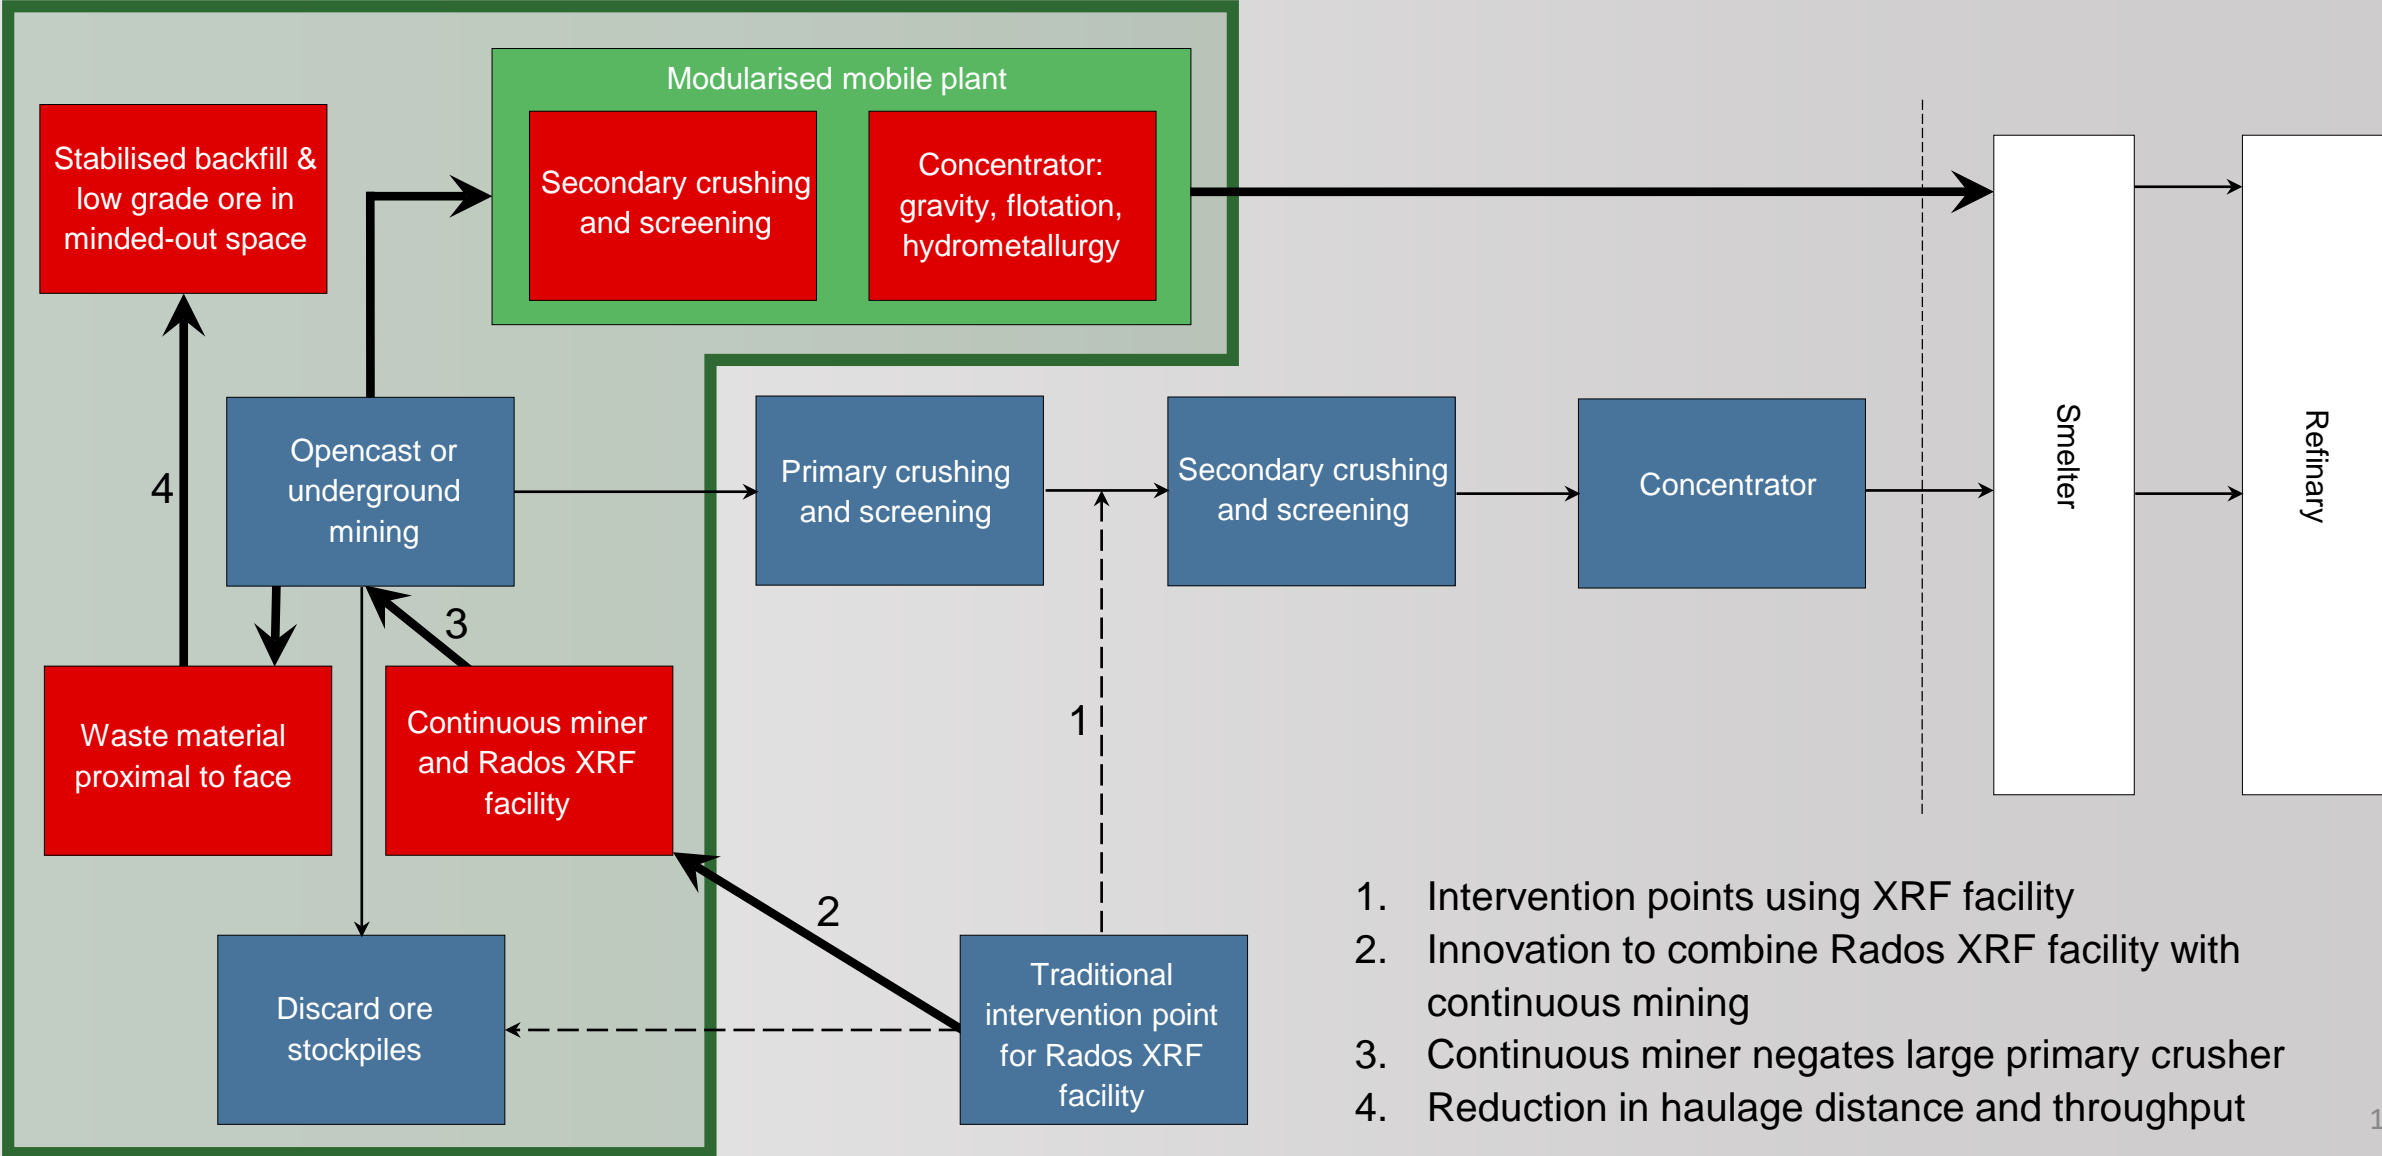 Modularised mobile plant
Stabilised backfill &
low grade ore in
minded-out space
Secondary crushing
and screening
Concentrator:
gravity, flotation,
hydrometallurgy
Opencast or
underground
mining
Primary crushing
and screening
Secondary crushing
and screening
Concentrator
Smelter
Refinary
4
3
Waste material
proximal to face
Continuous miner
and Rados XRF
facility
1
2
Discard ore
stockpiles
Traditional
intervention point
for Rados XRF
facility
1. Intervention points using XRF facility
2. Innovation to combine Rados XRF facility with
continuous mining
3. Continuous miner negates large primary crusher
4. Reduction in haulage distance and throughput
1